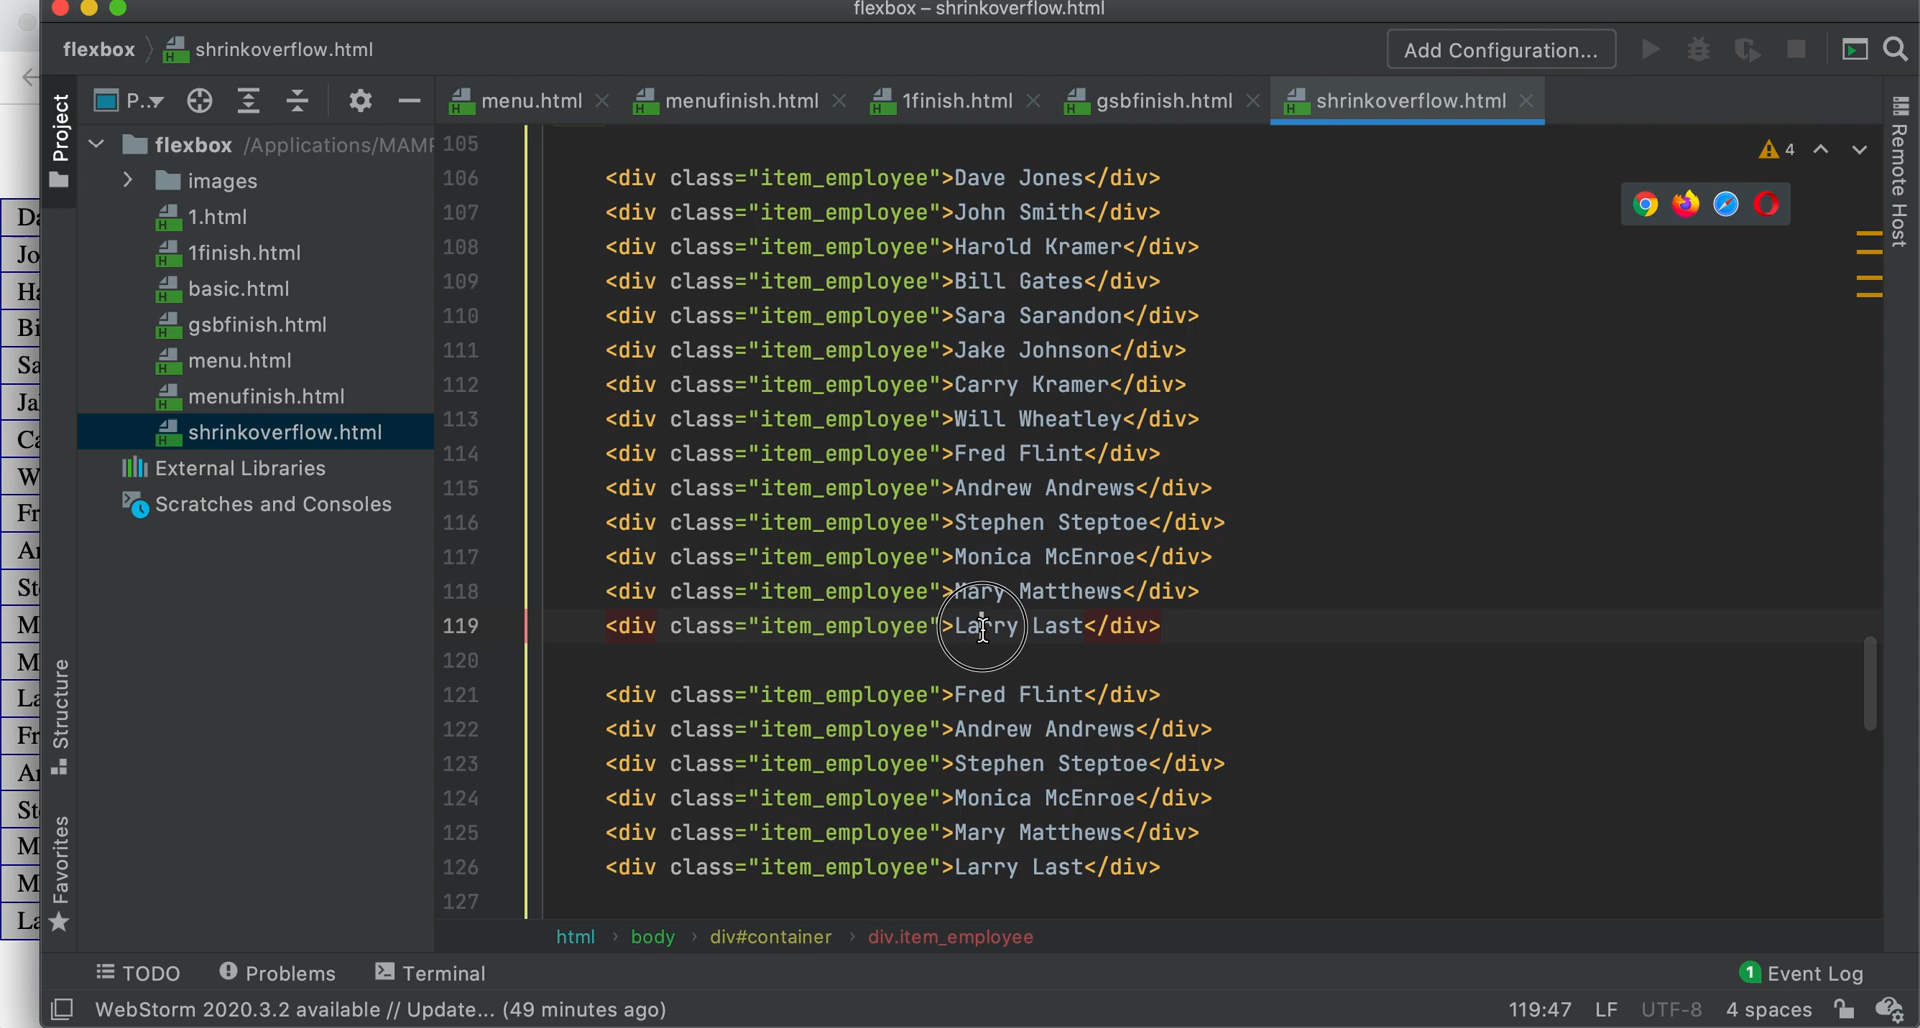 flexbox – shrinkoverflow.html
flexbox shrinkoverflow.html
Add Configuration...
Project
P..
menu.html
menufinish.html
1finish.html
gsbfinish.html
shrinkoverflow.html
flexbox /Applications/MAMP
images
1.html
1finish.html
basic.html
gsbfinish.html
menu.html
menufinish.html
shrinkoverflow.html
External Libraries
Scratches and Consoles
Structure
Favorites
Remote Host
4
105
106 <div class="item_employee">Dave Jones</div>
107 <div class="item_employee">John Smith</div>
108 <div class="item_employee">Harold Kramer</div>
109 <div class="item_employee">Bill Gates</div>
110 <div class="item_employee">Sara Sarandon</div>
111 <div class="item_employee">Jake Johnson</div>
112 <div class="item_employee">Carry Kramer</div>
113 <div class="item_employee">Will Wheatley</div>
114 <div class="item_employee">Fred Flint</div>
115 <div class="item_employee">Andrew Andrews</div>
116 <div class="item_employee">Stephen Steptoe</div>
117 <div class="item_employee">Monica McEnroe</div>
118 <div class="item_employee">Mary Matthews</div>
119 <div class="item_employee">Larry Last</div>
120
121 <div class="item_employee">Fred Flint</div>
122 <div class="item_employee">Andrew Andrews</div>
123 <div class="item_employee">Stephen Steptoe</div>
124 <div class="item_employee">Monica McEnroe</div>
125 <div class="item_employee">Mary Matthews</div>
126 <div class="item_employee">Larry Last</div>
127
html body div#container div.item_employee
TODO Problems Terminal
1 Event Log
WebStorm 2020.3.2 available // Update... (49 minutes ago)
119:47 LF UTF-8 4 spaces